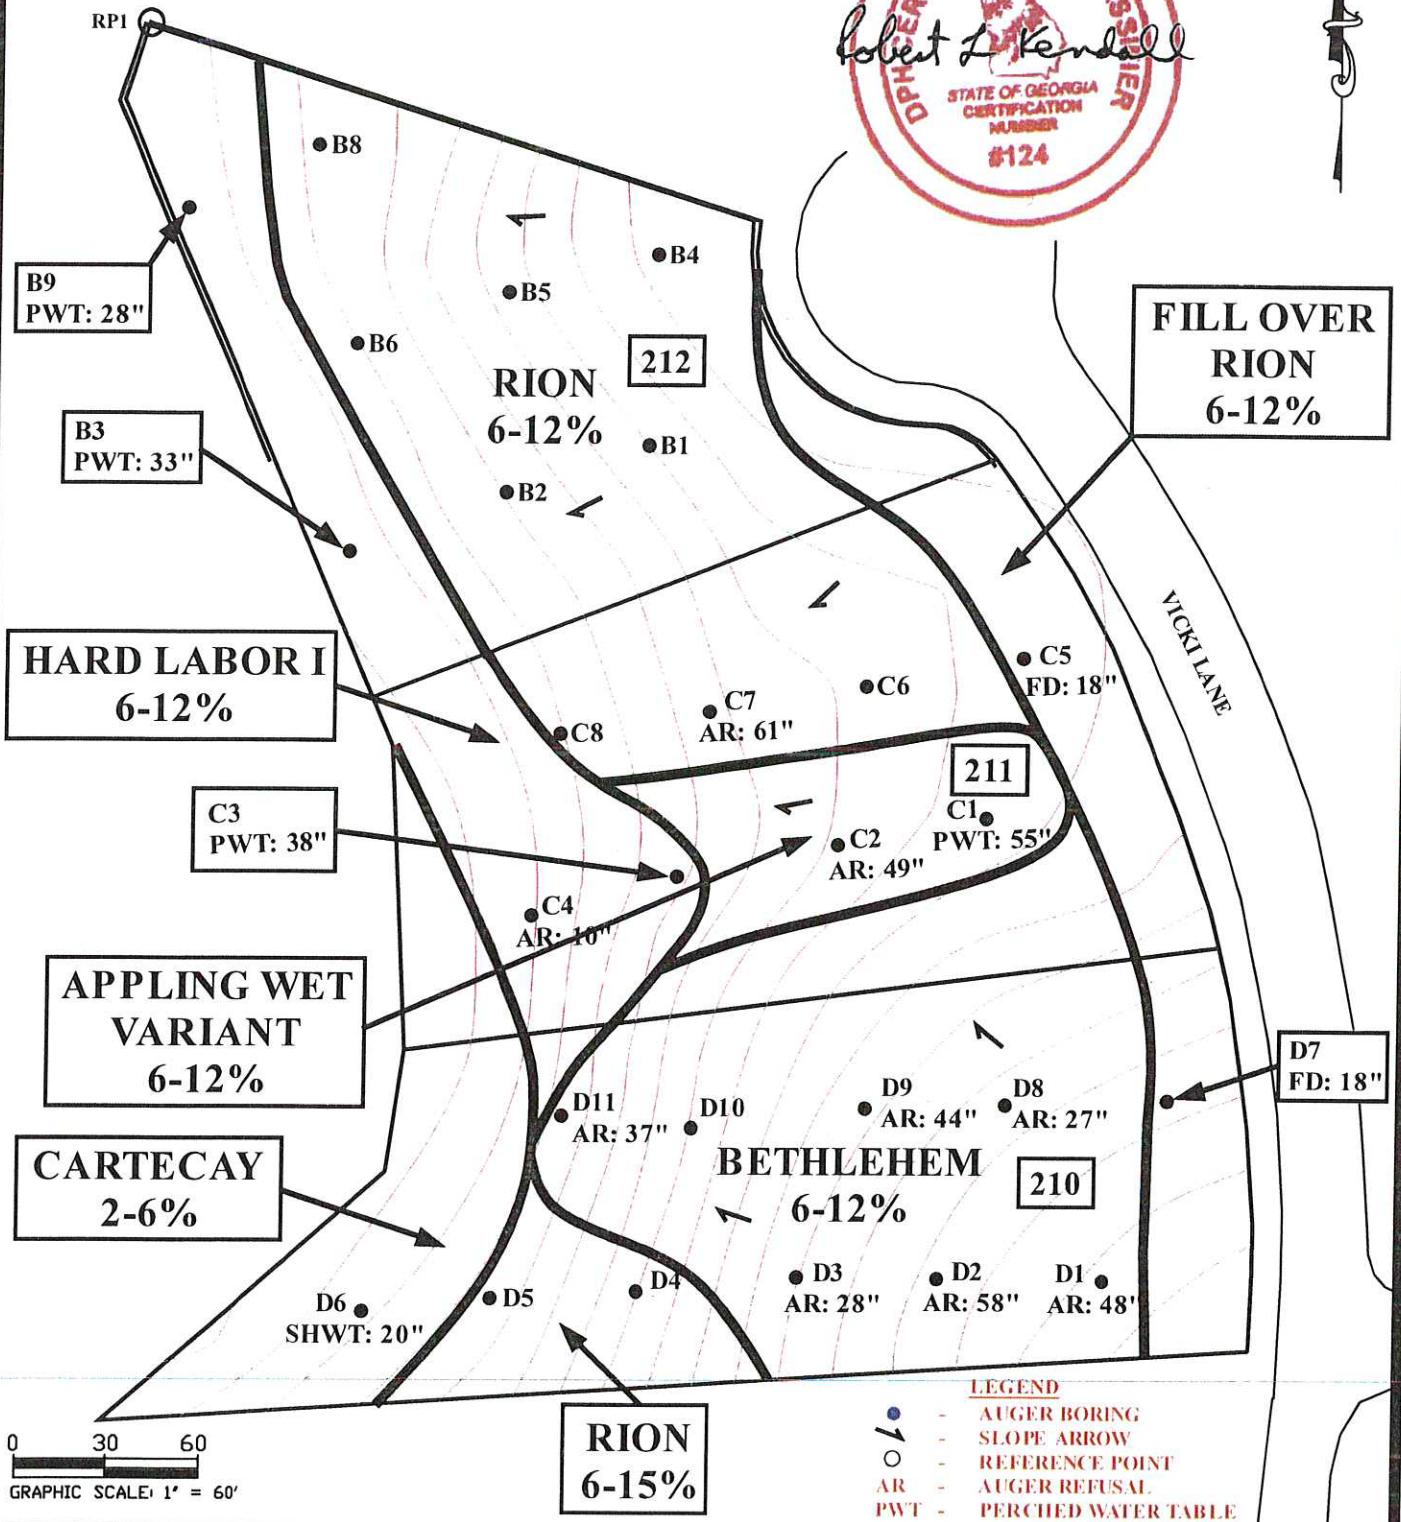 RP1
Robert L Kendall
STATE OF GEORGIA
CERTIFICATION
NUMBER
#124
B8
B9
PWT: 28"
B4
B5
B6
FILL OVER
RION
6-12%
212
RION
6-12%
B3
PWT: 33"
B1
B2
VICKI LANE
HARD LABOR I
6-12%
C5
FD: 18"
C6
C7
AR: 61"
C8
211
C3
PWT: 38"
C1
PWT: 55"
C2
AR: 49"
C4
AR: 10"
APPLING WET
VARIANT
6-12%
D7
FD: 18"
D9
AR: 44"
D8
AR: 27"
D11
AR: 37"
D10
BETHLEHEM
6-12%
210
CARTECAY
2-6%
D6
SHWT: 20"
D5
D4
D3
AR: 28"
D2
AR: 58"
D1
AR: 48"
RION
6-15%
0 30 60
GRAPHIC SCALE: 1" = 60'
LEGEND
- AUGER BORING
- SLOPE ARROW
- REFERENCE POINT
AR - AUGER REFUSAL
PWT - PERCHED WATER TABLE